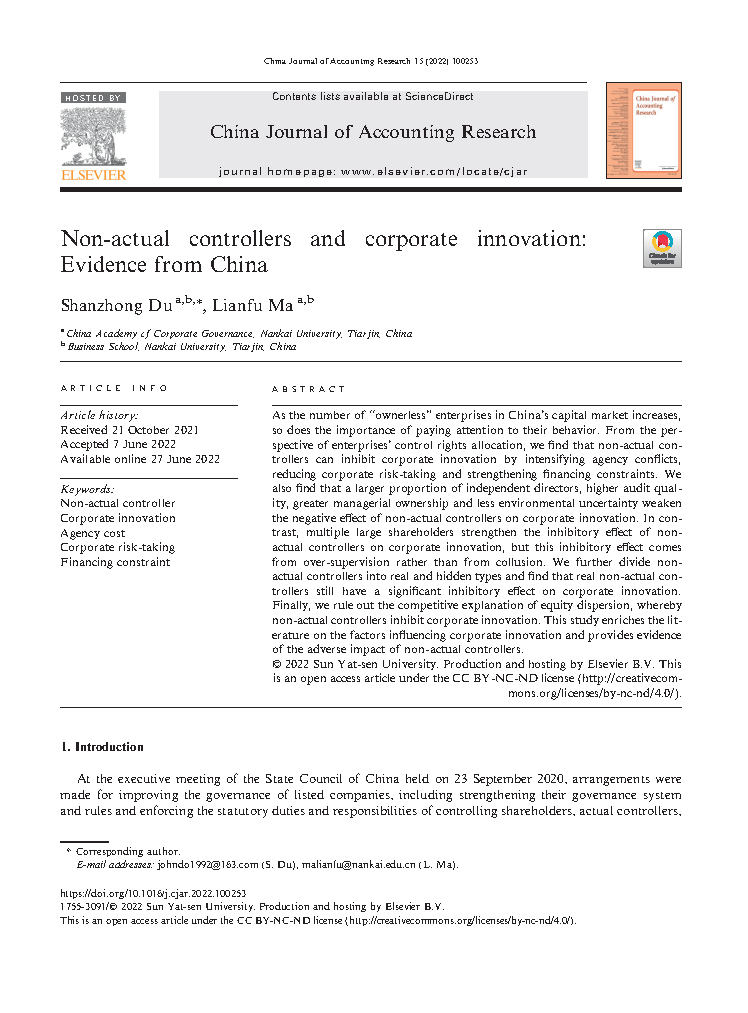 China Journal of Accounting Research 15 (2022) 100253
HOSTED BY
ELSEVIER
Contents lists available at ScienceDirect
China Journal of Accounting Research
journal homepage: www.elsevier.com/locate/cjar
China Journal of
Accounting
Research
Non-actual controllers and corporate innovation:
Evidence from China
Check for
updates
Shanzhong Du a,b,*, Lianfu Ma a,b
a China Academy of Corporate Governance, Nankai University, Tianjin, China
b Business School, Nankai University, Tianjin, China
ARTICLE INFO
Article history:
Received 21 October 2021
Accepted 7 June 2022
Available online 27 June 2022
Keywords:
Non-actual controller
Corporate innovation
Agency cost
Corporate risk-taking
Financing constraint
ABSTRACT
As the number of “ownerless” enterprises in China’s capital market increases,
so does the importance of paying attention to their behavior. From the per-
spective of enterprises’ control rights allocation, we find that non-actual con-
trollers can inhibit corporate innovation by intensifying agency conflicts,
reducing corporate risk-taking and strengthening financing constraints. We
also find that a larger proportion of independent directors, higher audit qual-
ity, greater managerial ownership and less environmental uncertainty weaken
the negative effect of non-actual controllers on corporate innovation. In con-
trast, multiple large shareholders strengthen the inhibitory effect of non-
actual controllers on corporate innovation, but this inhibitory effect comes
from over-supervision rather than from collusion. We further divide non-
actual controllers into real and hidden types and find that real non-actual con-
trollers still have a significant inhibitory effect on corporate innovation.
Finally, we rule out the competitive explanation of equity dispersion, whereby
non-actual controllers inhibit corporate innovation. This study enriches the lit-
erature on the factors influencing corporate innovation and provides evidence
of the adverse impact of non-actual controllers.
© 2022 Sun Yat-sen University. Production and hosting by Elsevier B.V. This
is an open access article under the CC BY-NC-ND license (http://creativecom-
mons.org/licenses/by-nc-nd/4.0/).
1. Introduction
At the executive meeting of the State Council of China held on 23 September 2020, arrangements were
made for improving the governance of listed companies, including strengthening their governance system
and rules and enforcing the statutory duties and responsibilities of controlling shareholders, actual controllers,
* Corresponding author.
E-mail addresses: johndo1992@163.com (S. Du), malianfu@nankai.edu.cn (L. Ma).
https://doi.org/10.1016/j.cjar.2022.100253
1755-3091/© 2022 Sun Yat-sen University. Production and hosting by Elsevier B.V.
This is an open access article under the CC BY-NC-ND license (http://creativecommons.org/licenses/by-nc-nd/4.0/).